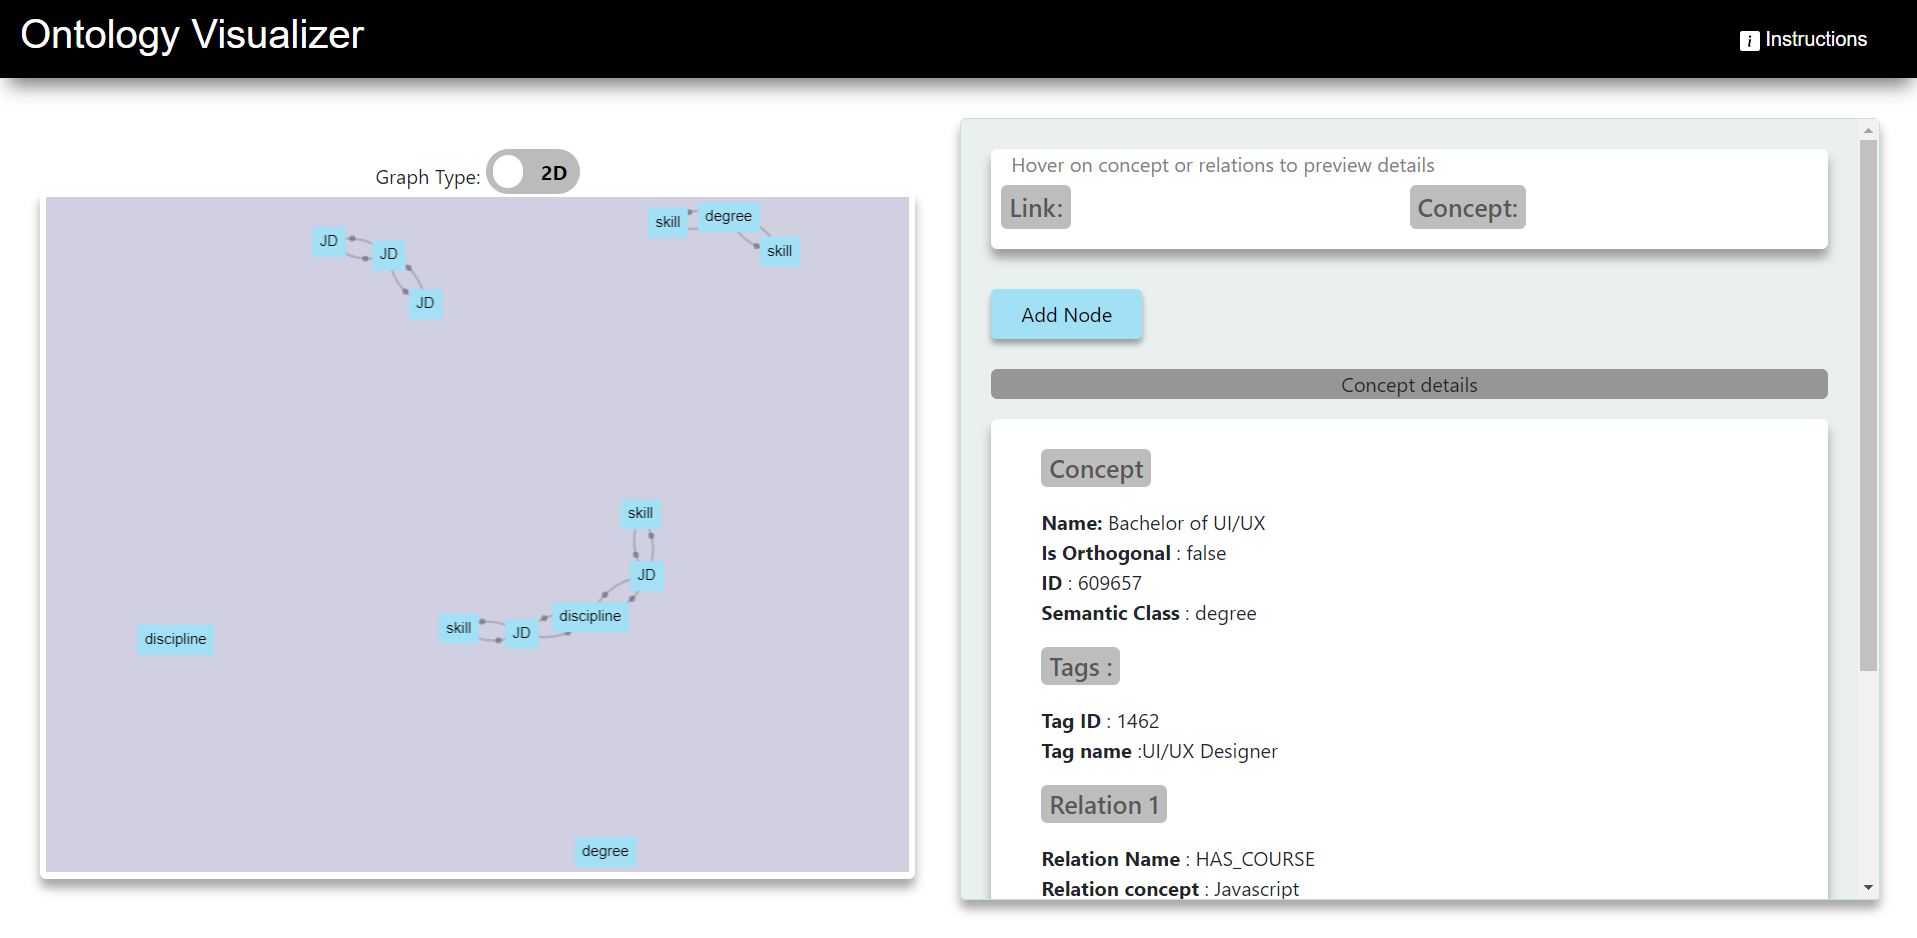 Ontology Visualizer
i Instructions
Graph Type: 2D
JD
JD
JD
skill
degree
skill
skill
JD
discipline
skill
JD
discipline
degree
Hover on concept or relations to preview details
Link:
Concept:
Add Node
Concept details
Concept
Name: Bachelor of UI/UX
Is Orthogonal : false
ID : 609657
Semantic Class : degree
Tags :
Tag ID : 1462
Tag name :UI/UX Designer
Relation 1
Relation Name : HAS_COURSE
Relation concept : Javascript